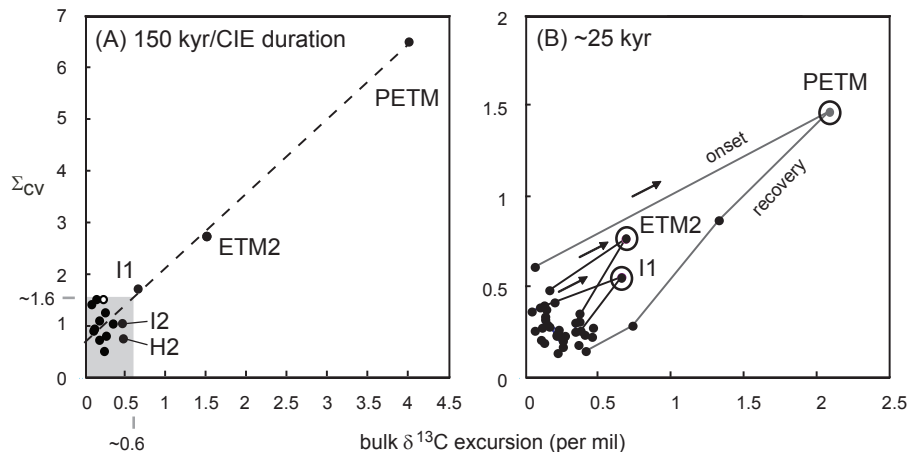 (A) 150 kyr/CIE duration
7
6
5
4
3
2
1
0
ΣCV
~1.6
PETM
ETM2
I1
I2
H2
0 0.5 1 1.5 2 2.5 3 3.5 4 4.5
~0.6
(B) ~25 kyr
2
1.5
1
0.5
0
PETM
onset
recovery
ETM2
I1
0 0.5 1 1.5 2 2.5
bulk δ13C excursion (per mil)